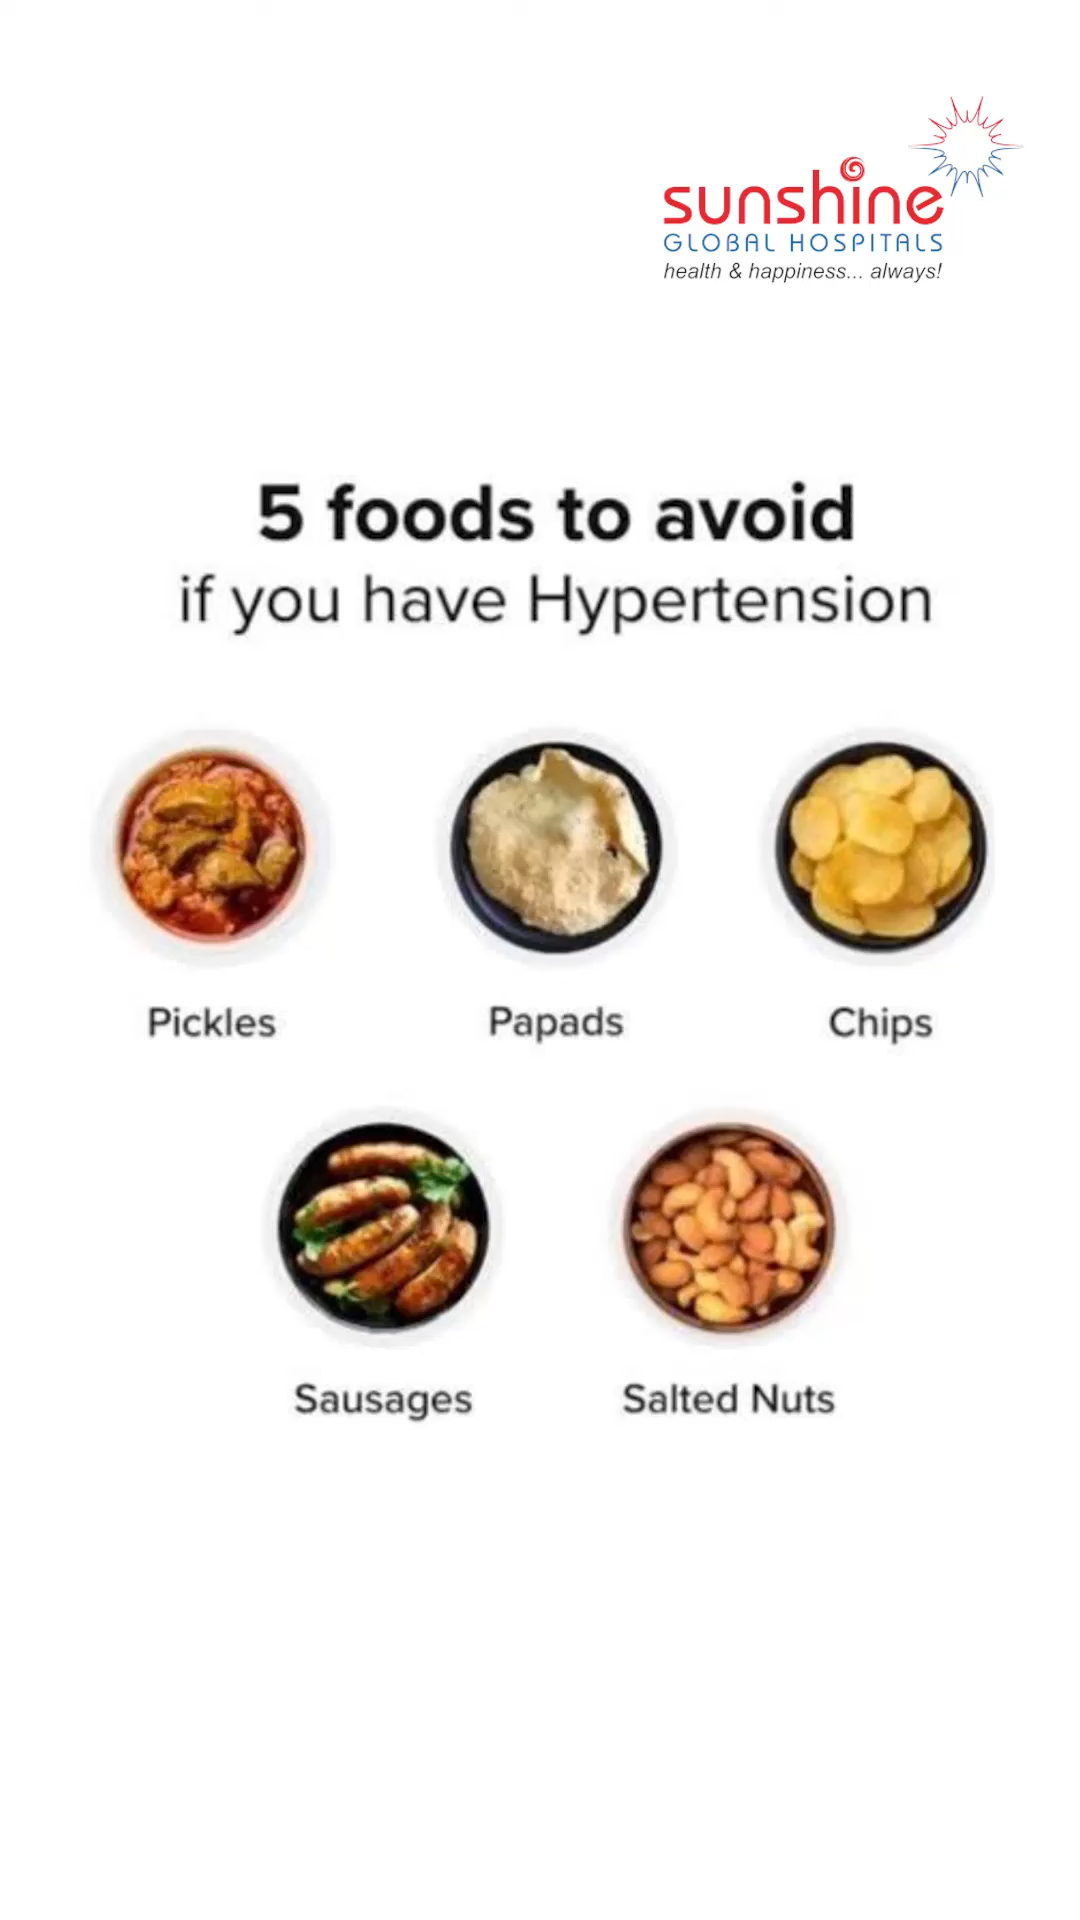 sunshine
GLOBAL HOSPITALS
health & happiness... always!
5 foods to avoid
if you have Hypertension
Pickles
Papads
Chips
Sausages
Salted Nuts